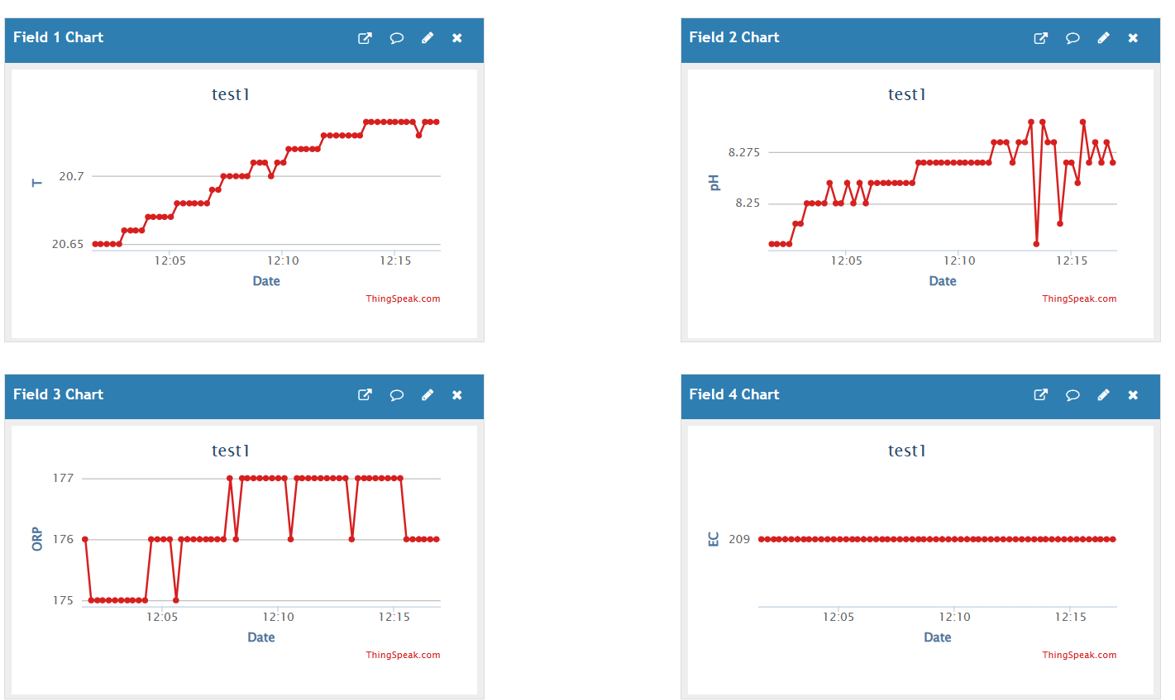 Field 1 Chart
test1
T
20.7
20.65
12:05 12:10 12:15
Date
ThingSpeak.com
Field 2 Chart
test1
pH
8.275
8.25
12:05 12:10 12:15
Date
ThingSpeak.com
Field 3 Chart
test1
ORP
177
176
175
12:05 12:10 12:15
Date
ThingSpeak.com
Field 4 Chart
test1
EC
209
12:05 12:10 12:15
Date
ThingSpeak.com